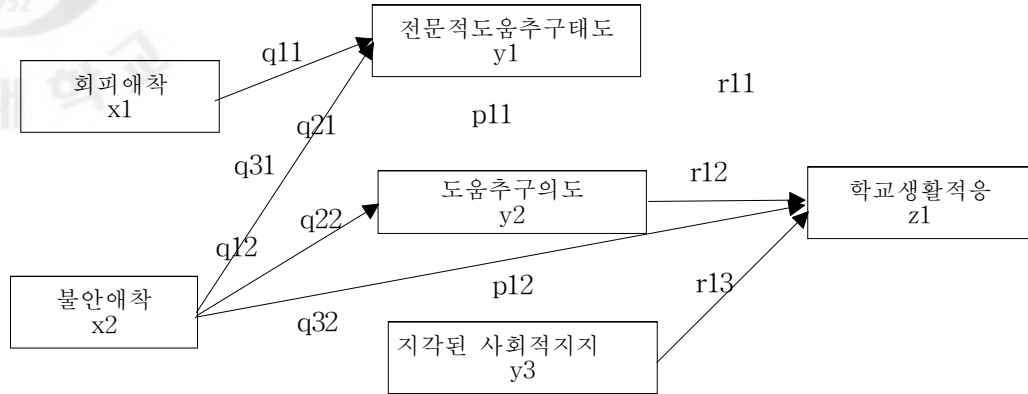 전문적도움추구태도
y1
q11
회피애착
x1
r11
p11
q21
q31
도움추구의도
y2
r12
학교생활적응
z1
q22
q12
불안애착
x2
p12
r13
q32
지각된 사회적지지
y3